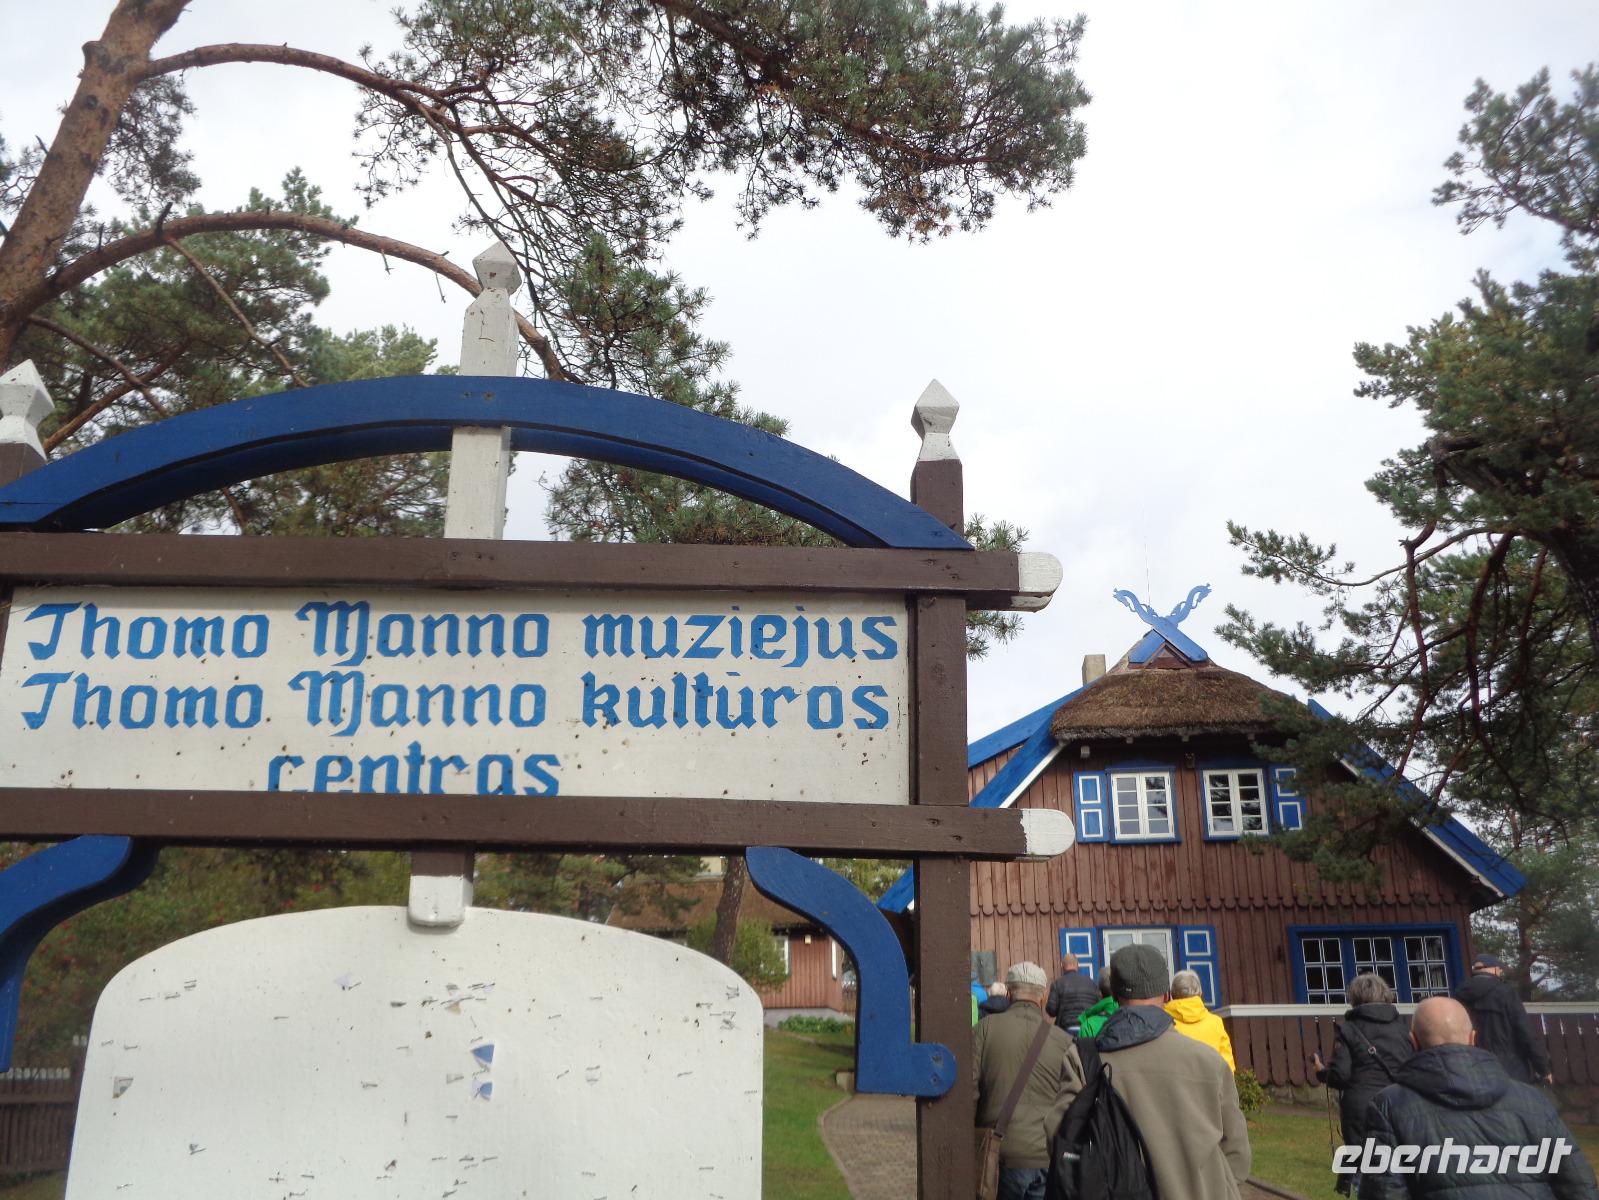 Thomo Manno muziejus
Thomo Manno kultūros
centras
eberhardt